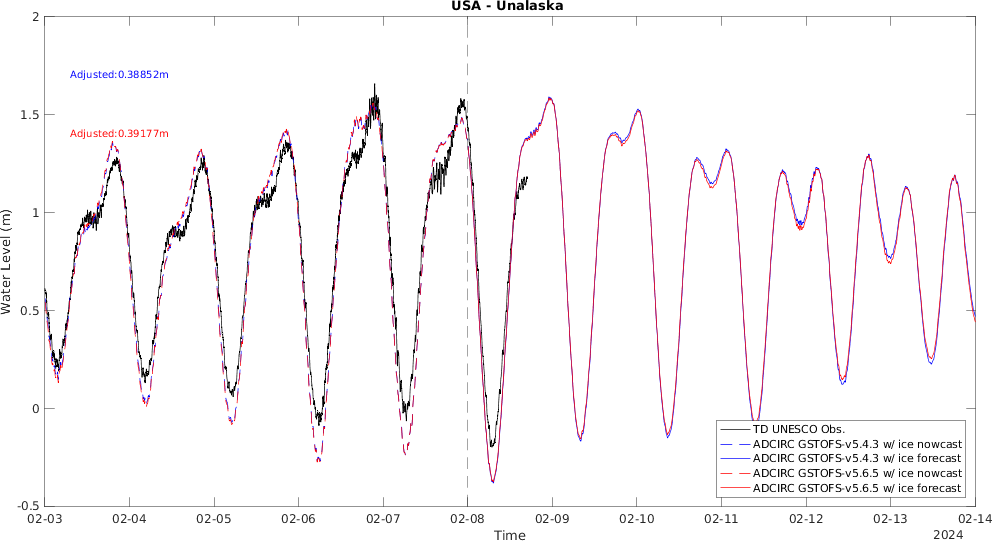 USA - Unalaska
2
1.5
1
0.5
0
-0.5
Water Level (m)
Adjusted:0.38852m
Adjusted:0.39177m
TD UNESCO Obs.
ADCIRC GSTOFS-v5.4.3 w/ ice nowcast
ADCIRC GSTOFS-v5.4.3 w/ ice forecast
ADCIRC GSTOFS-v5.6.5 w/ ice nowcast
ADCIRC GSTOFS-v5.6.5 w/ ice forecast
02-03 02-04 02-05 02-06 02-07 02-08 02-09 02-10 02-11 02-12 02-13 02-14
Time
2024